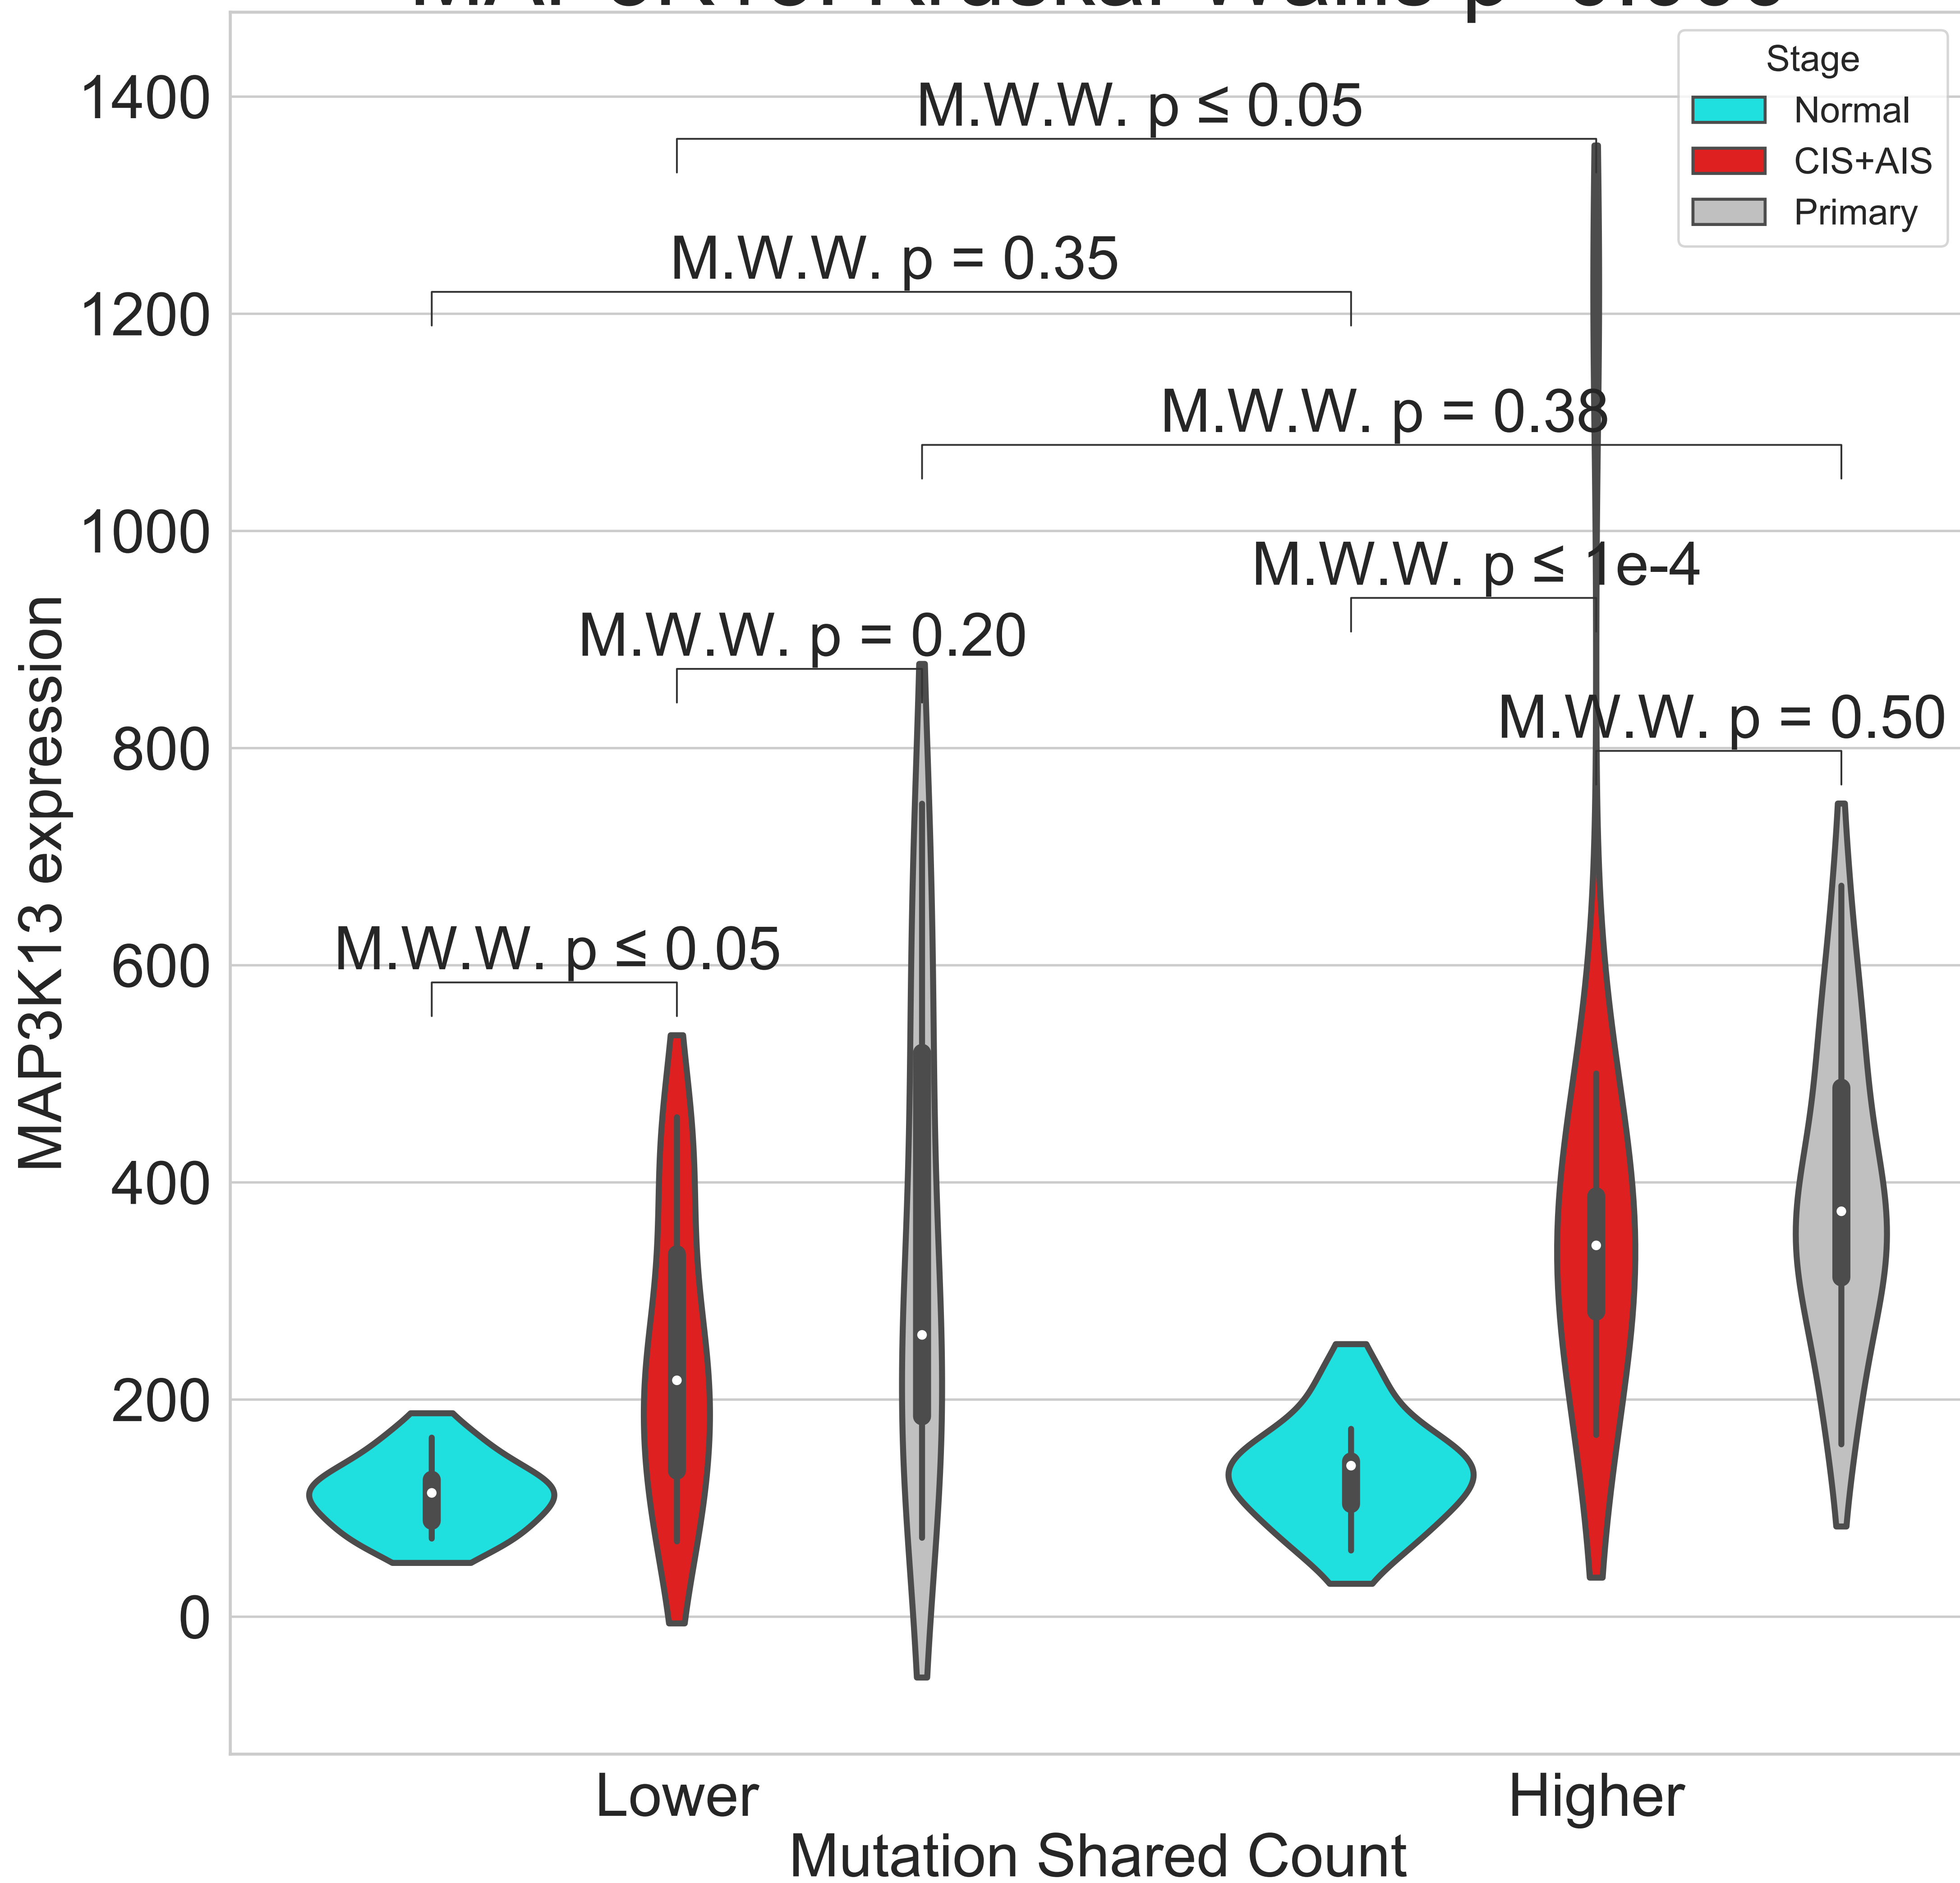 Stage
Normal
CIS+AIS
Primary
1400
1200
1000
800
600
400
200
0
MAP3K13 expression
M.W.W. p ≤ 0.05
M.W.W. p = 0.35
M.W.W. p = 0.38
M.W.W. p ≤ 1e-4
M.W.W. p = 0.20
M.W.W. p = 0.50
M.W.W. p ≤ 0.05
Lower
Higher
Mutation Shared Count